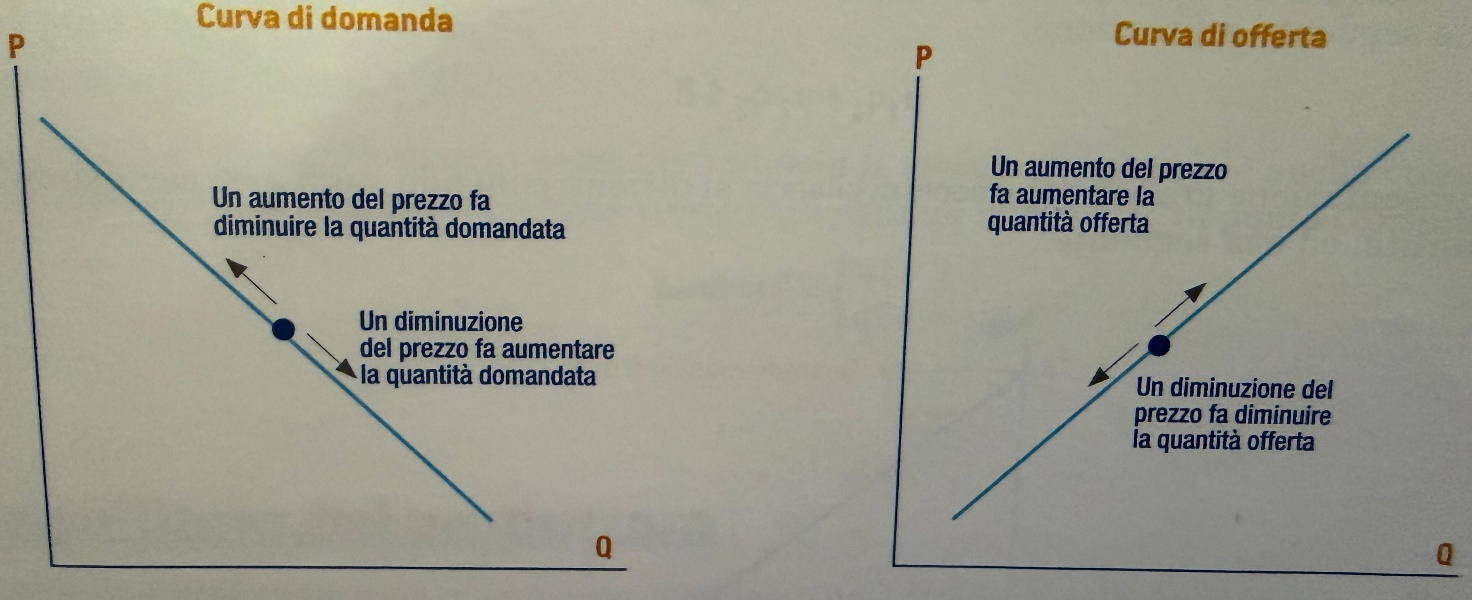 Curva di domanda
P
Un aumento del prezzo fa
diminuire la quantità domandata
Un diminuzione
del prezzo fa aumentare
la quantità domandata
Q
Curva di offerta
P
Un aumento del prezzo
fa aumentare la
quantità offerta
Un diminuzione del
prezzo fa diminuire
la quantità offerta
Q